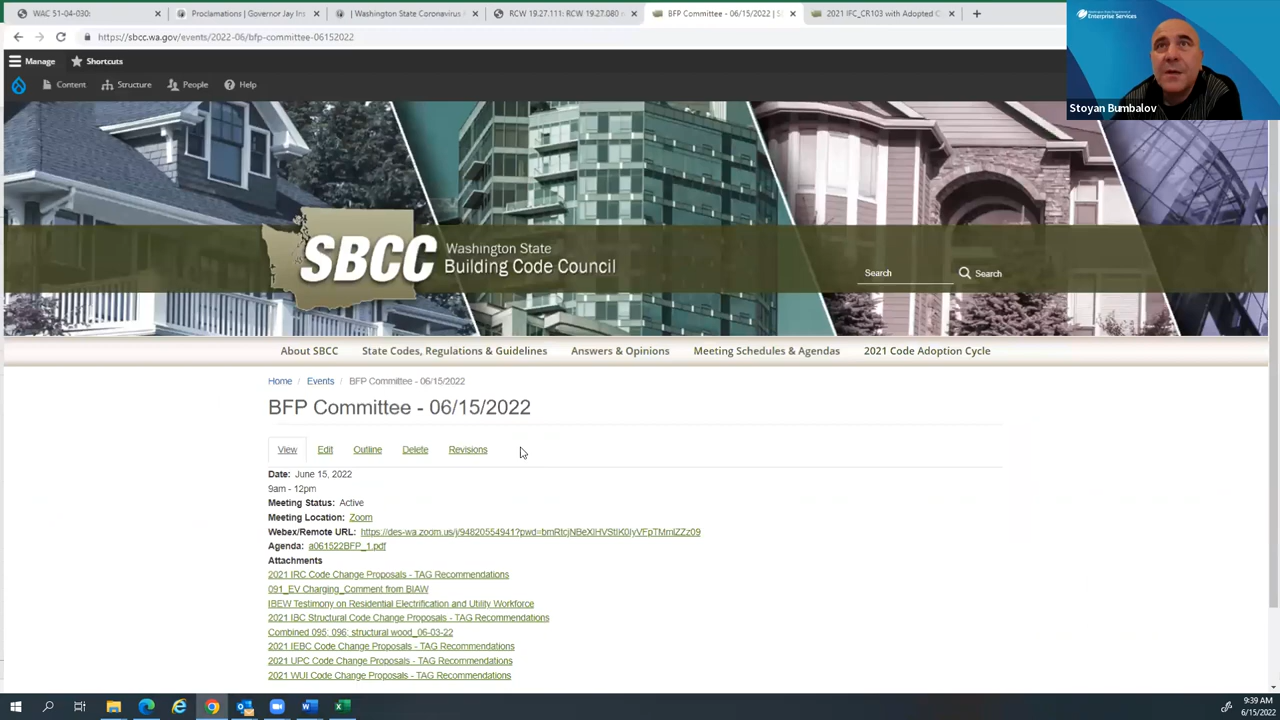 WAC 51-04-030:
Proclamations | Governor Jay Ins
| Washington State Coronavirus
RCW 19.27.111: RCW 19.27.080
BFP Committee - 06/15/2022 | S
2021 IFC_CR103 with Adopted C
https://sbcc.wa.gov/events/2022-06/bfp-committee-06152022
Washington State Department of
Enterprise Services
Stoyan Bumbalov
Manage
Shortcuts
Content
Structure
People
Help
SBCC
Washington State
Building Code Council
Search
Search
About SBCC
State Codes, Regulations & Guidelines
Answers & Opinions
Meeting Schedules & Agendas
2021 Code Adoption Cycle
Home / Events / BFP Committee - 06/15/2022
BFP Committee - 06/15/2022
View
Edit
Outline
Delete
Revisions
Date: June 15, 2022
9am - 12pm
Meeting Status: Active
Meeting Location: Zoom
Webex/Remote URL:
Agenda: a061522BFP_1.pdf
Attachments
2021 IRC Code Change Proposals - TAG Recommendations
091_EV Charging_Comment from BIAW
IBEW Testimony on Residential Electrification and Utility Workforce
2021 IBC Structural Code Change Proposals - TAG Recommendations
Combined 095; 096; structural wood_06-03-22
2021 IEBC Code Change Proposals - TAG Recommendations
2021 UPC Code Change Proposals - TAG Recommendations
2021 WUI Code Change Proposals - TAG Recommendations
9:39 AM
6/15/2022